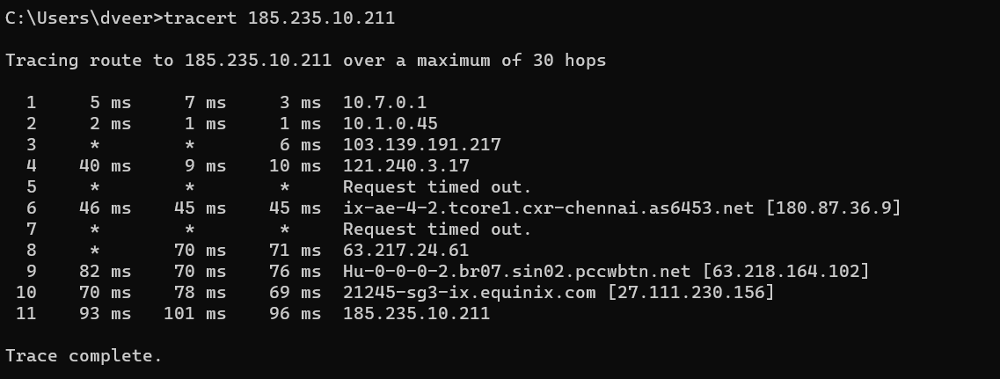 C:\Users\dveer>tracert 185.235.10.211
Tracing route to 185.235.10.211 over a maximum of 30 hops
1 5 ms 7 ms 3 ms 10.7.0.1
2 2 ms 1 ms 1 ms 10.1.0.45
3 * * 6 ms 103.139.191.217
4 40 ms 9 ms 10 ms 121.240.3.17
5 * * * Request timed out.
6 46 ms 45 ms 45 ms ix-ae-4-2.tcore1.cxr-chennai.as6453.net [180.87.36.9]
7 * * * Request timed out.
8 * 70 ms 71 ms 63.217.24.61
9 82 ms 70 ms 76 ms Hu-0-0-0-2.br07.sin02.pccwbtn.net [63.218.164.102]
10 70 ms 78 ms 69 ms 21245-sg3-ix.equinix.com [27.111.230.156]
11 93 ms 101 ms 96 ms 185.235.10.211
Trace complete.